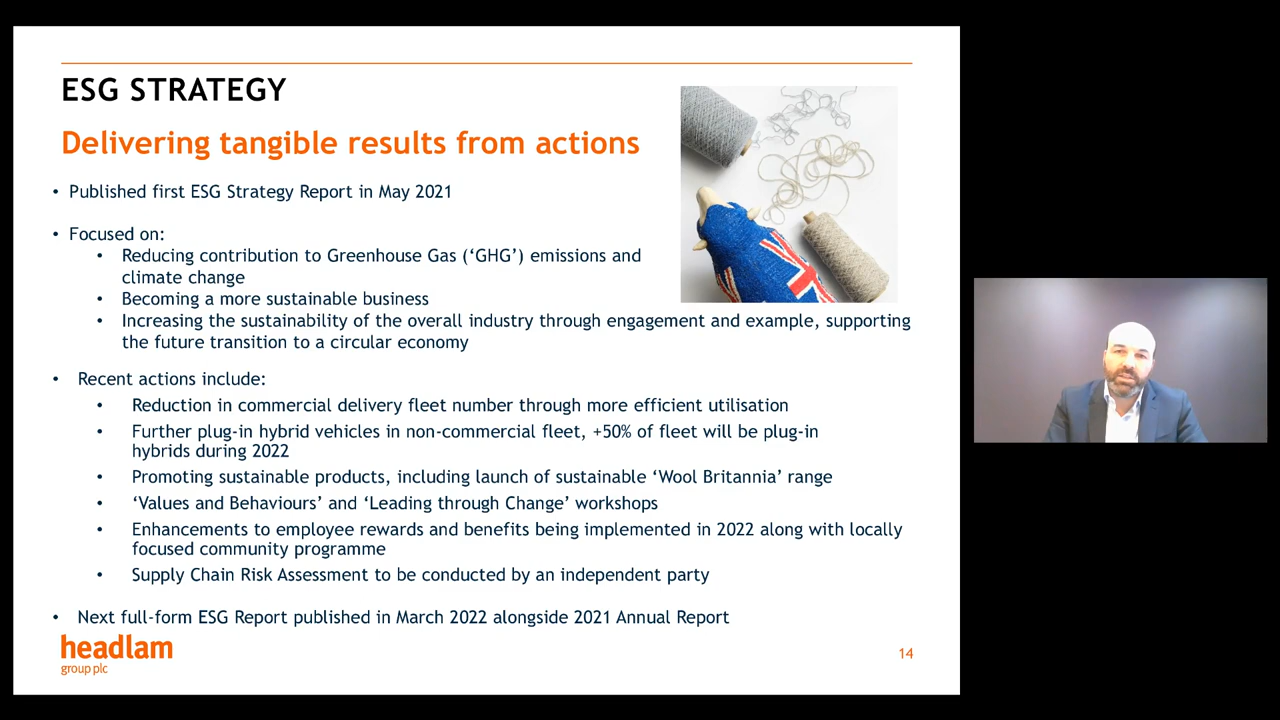 ESG STRATEGY
Delivering tangible results from actions
• Published first ESG Strategy Report in May 2021
• Focused on:
• Reducing contribution to Greenhouse Gas (‘GHG’) emissions and
climate change
• Becoming a more sustainable business
• Increasing the sustainability of the overall industry through engagement and example, supporting
the future transition to a circular economy
• Recent actions include:
• Reduction in commercial delivery fleet number through more efficient utilisation
• Further plug-in hybrid vehicles in non-commercial fleet, +50% of fleet will be plug-in
hybrids during 2022
• Promoting sustainable products, including launch of sustainable ‘Wool Britannia’ range
• ‘Values and Behaviours’ and ‘Leading through Change’ workshops
• Enhancements to employee rewards and benefits being implemented in 2022 along with locally
focused community programme
• Supply Chain Risk Assessment to be conducted by an independent party
• Next full-form ESG Report published in March 2022 alongside 2021 Annual Report
headlam
group plc
14